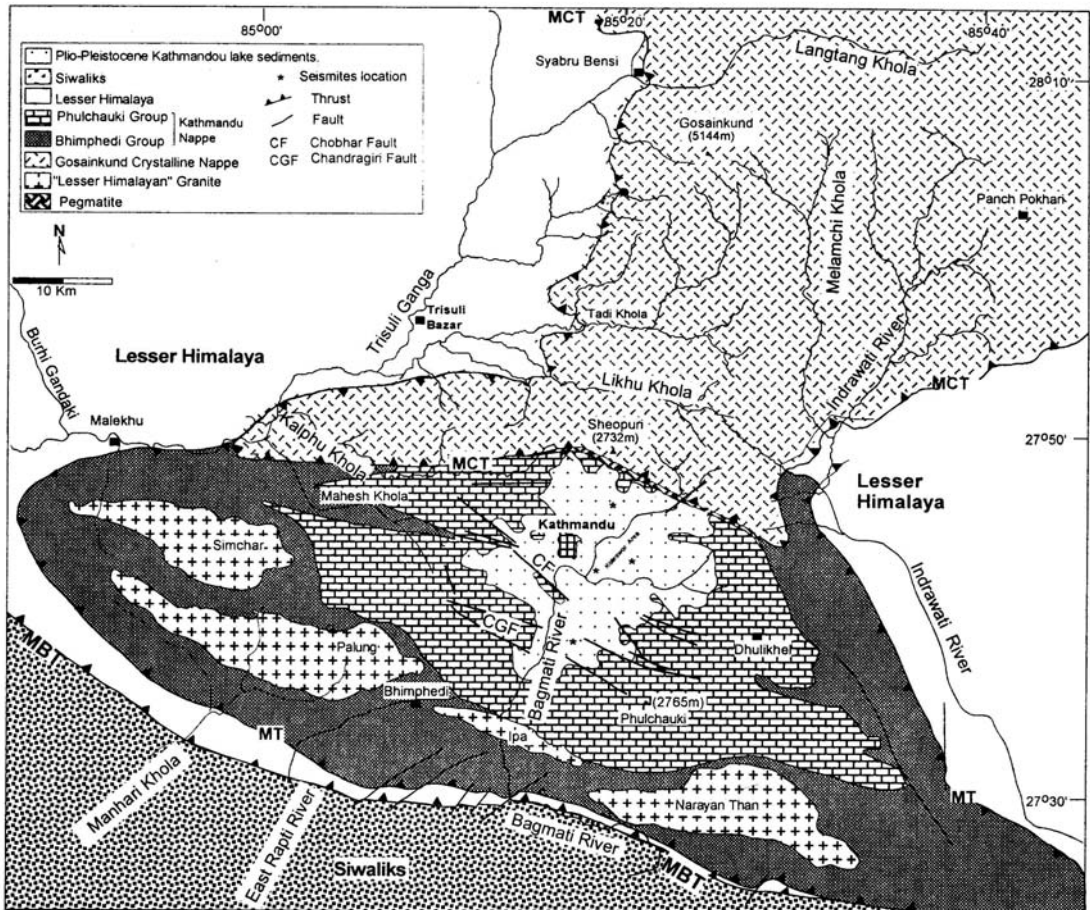 85°00'
MCT
85°20'
85°40'
Plio-Pleistocene Kathmandou lake sediments.
Siwaliks
Lesser Himalaya
Phulchauki Group
Bhimphedi Group
Kathmandu
Nappe
Gosainkund Crystalline Nappe
"Lesser Himalayan" Granite
Pegmatite
Seismites location
Thrust
Fault
CF Chobhar Fault
CGF Chandragiri Fault
Syabru Bensi
Langtang Khola
28°10'
Gosainkund
(5144m)
Panch Pokhari
Melamchi Khola
N
10 Km
Trisuli Ganga
Trisuli
Bazar
Tadi Khola
Burhi Gandaki
Lesser Himalaya
Likhu Khola
Indrawati River
MCT
Malekhu
Kalphu Khola
Sheopuri
(2732m)
27°50'
MCT
Lesser
Himalaya
Mahesh Khola
Kathmandu
Simchar
CF
Indrawati River
CGF
Bagmati River
Palung
Dhulikhel
MBT
Bhimphedi
(2765m)
Phulchauki
MT
Ipa
Manhari Khola
Narayan Than
MT
27°30'
East Rapti River
Bagmati River
MBT
Siwaliks